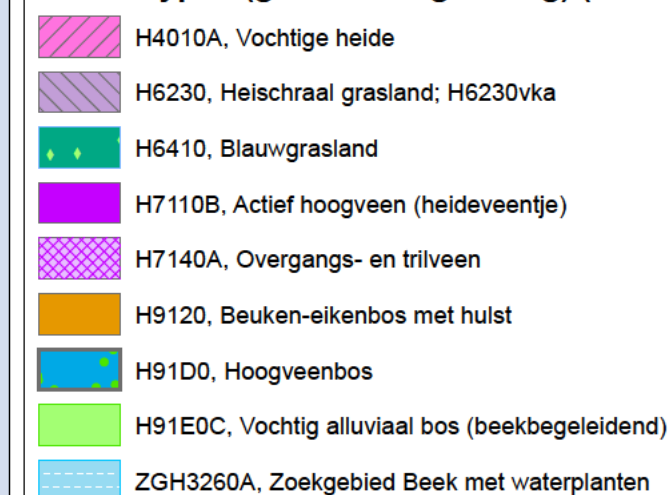 H4010A, Vochtige heide
H6230, Heischraal grasland; H6230vka
H6410, Blauwgrasland
H7110B, Actief hoogveen (heideveentje)
H7140A, Overgangs- en trilveen
H9120, Beuken-eikenbos met hulst
H91D0, Hoogveenbos
H91E0C, Vochtig alluviaal bos (beekbegeleidend)
ZGH3260A, Zoekgebied Beek met waterplanten